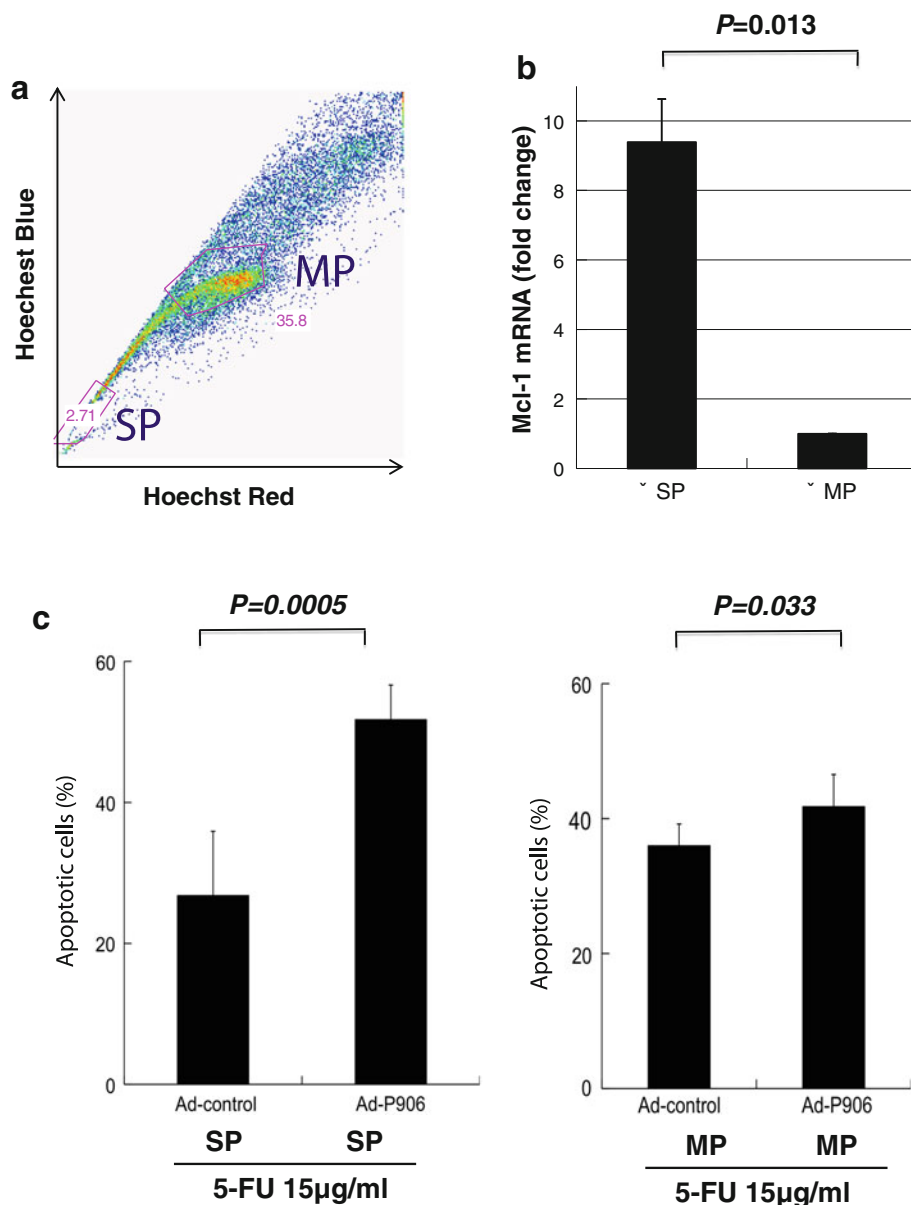 a
Hoechest Blue
MP
35.8
2.71
SP
Hoechst Red
b
P=0.013
Mcl-1 mRNA (fold change)
10
8
6
4
2
0
ˇ SP
ˇ MP
c
P=0.0005
Apoptotic cells (%)
60
40
20
0
Ad-control
Ad-P906
SP
SP
5-FU 15µg/ml
P=0.033
Apoptotic cells (%)
60
40
20
0
Ad-control
Ad-P906
MP
MP
5-FU 15µg/ml